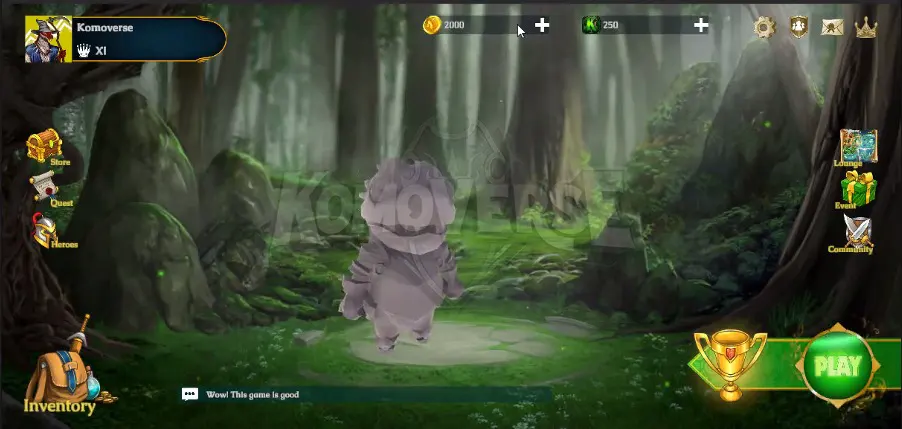 Komoverse
XI
2000
250
Store
Quest
Heroes
Lounge
Event
Community
KOMOVERSE
Inventory
Wow! This game is good
PLAY